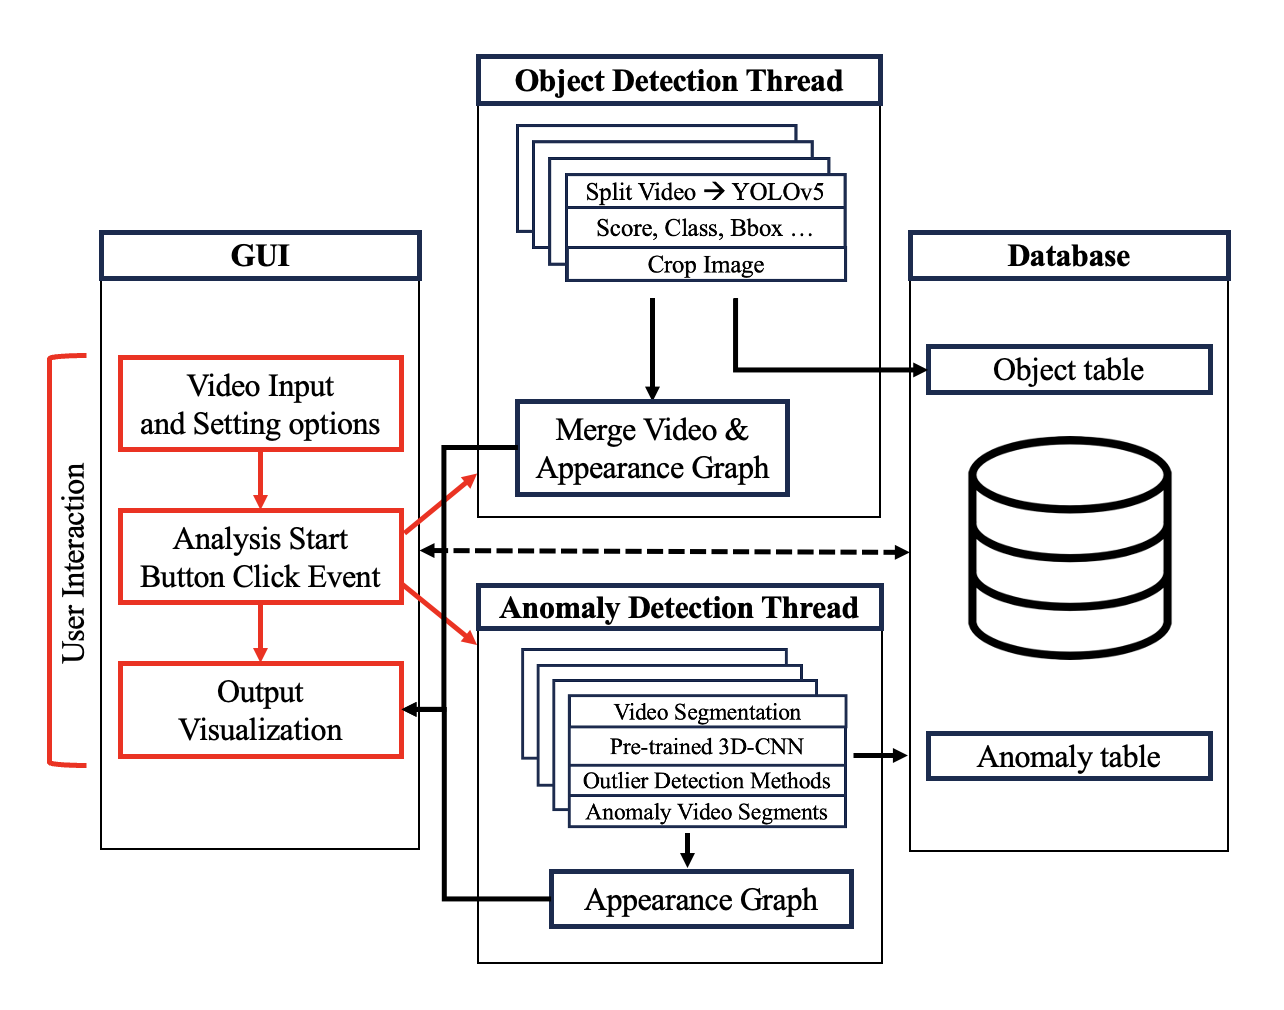 Object Detection Thread
Split Video → YOLOv5
Score, Class, Bbox ...
Crop Image
Merge Video &
Appearance Graph
GUI
Video Input
and Setting options
Analysis Start
Button Click Event
Output
Visualization
User Interaction
Anomaly Detection Thread
Video Segmentation
Pre-trained 3D-CNN
Outlier Detection Methods
Anomaly Video Segments
Appearance Graph
Database
Object table
Anomaly table